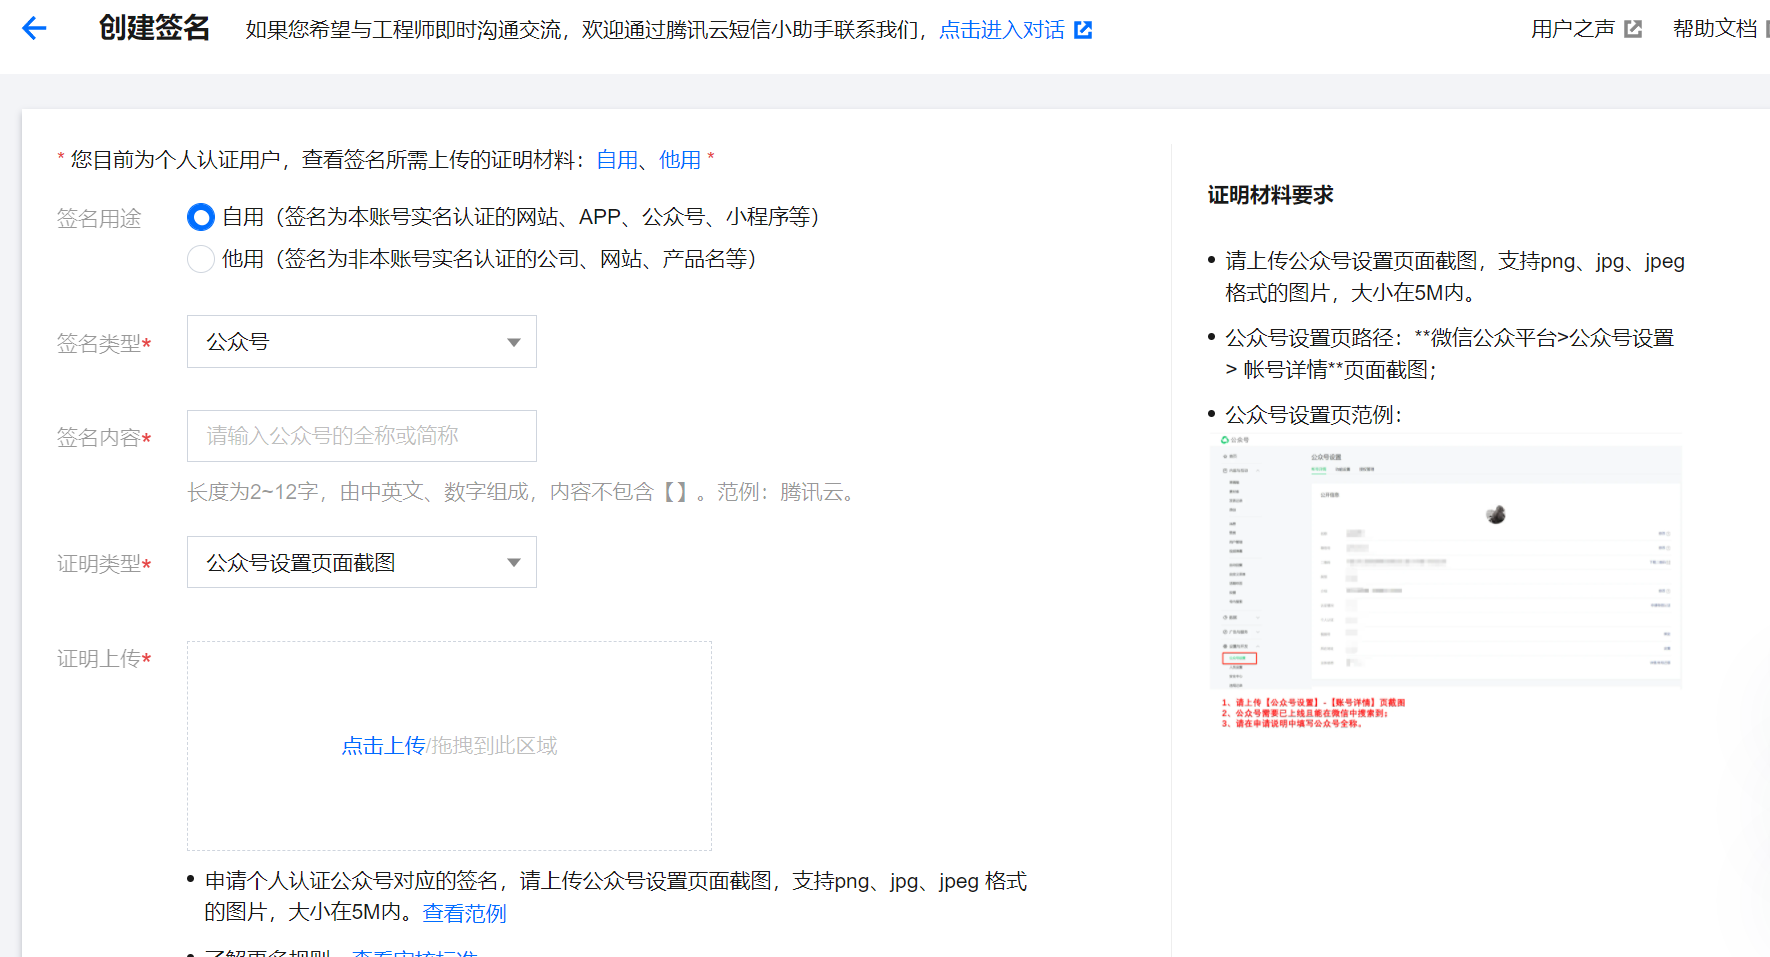 创建签名 如果您希望与工程师即时沟通交流，欢迎通过腾讯云短信小助手联系我们，点击进入对话 用户之声 帮助文档
* 您目前为个人认证用户，查看签名所需上传的证明材料：自用、他用 *
签名用途
自用（签名为本账号实名认证的网站、APP、公众号、小程序等）
他用（签名为非本账号实名认证的公司、网站、产品名等）
签名类型* 公众号
签名内容* 请输入公众号的全称或简称
长度为2~12字，由中英文、数字组成，内容不包含【】。范例：腾讯云。
证明类型* 公众号设置页面截图
证明上传*
点击上传/拖拽到此区域
• 申请个人认证公众号对应的签名，请上传公众号设置页面截图，支持png、jpg、jpeg 格式
的图片，大小在5M内。查看范例
• 了解更多规则，查看审核标准
证明材料要求
• 请上传公众号设置页面截图，支持png、jpg、jpeg
格式的图片，大小在5M内。
• 公众号设置页路径：**微信公众平台>公众号设置
> 帐号详情**页面截图；
• 公众号设置页范例：
公众号
公众号设置
1、请上传【公众号设置】-【账号详情】页截图
2、公众号需要已上线且能在微信中搜索到；
3、请在申请说明中填写公众号全称。